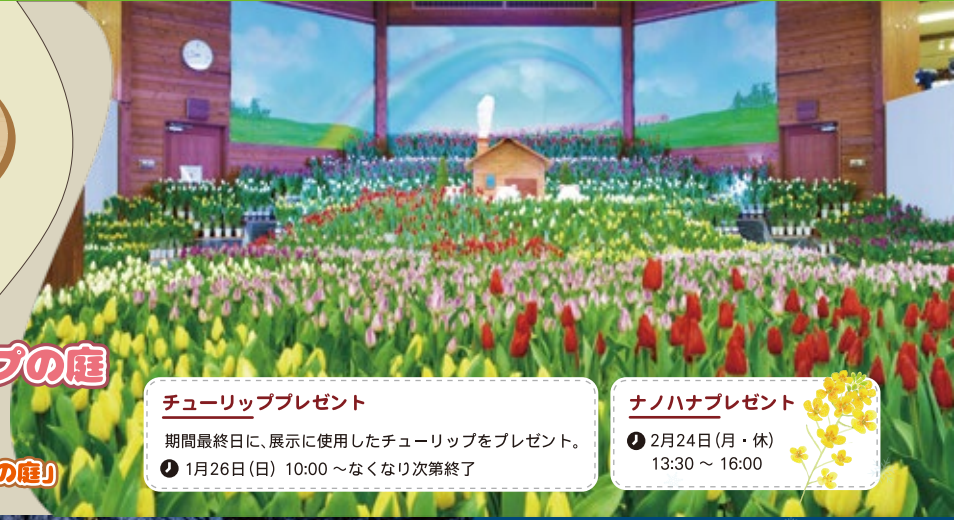 プの庭
の庭」
チューリッププレゼント
期間最終日に、展示に使用したチューリップをプレゼント。
1月26日(日) 10:00 ～なくなり次第終了
ナノハナプレゼント
2月24日(月・休)
13:30 ～ 16:00